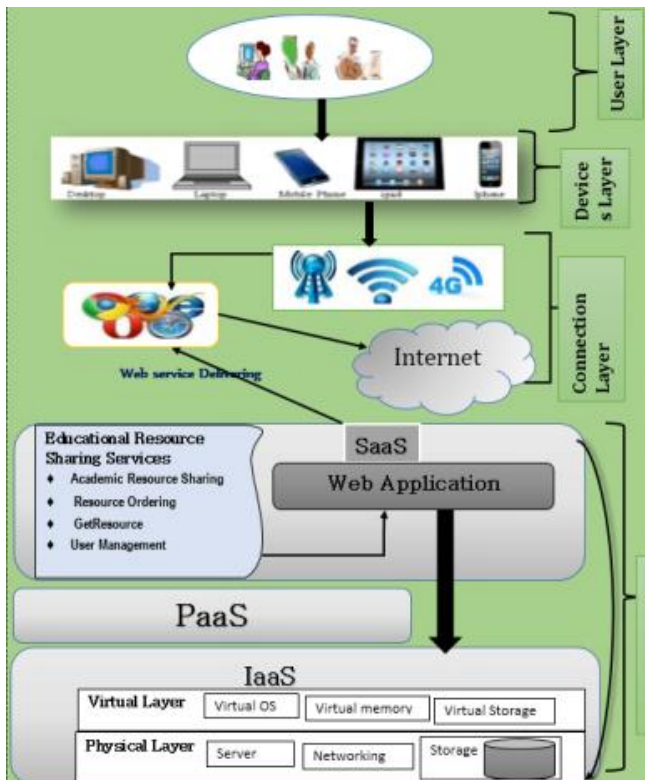 User Layer
Desktop
Laptop
Mobile Phone
ipad
Iphone
Device
s Layer
4G
Internet
Connection
Layer
Web service Delivering
Educational Resource
Sharing Services
Academic Resource Sharing
Resource Ordering
GetResource
User Management
SaaS
Web Application
PaaS
IaaS
Virtual Layer
Virtual OS
Virtual memory
Virtual Storage
Physical Layer
Server
Networking
Storage